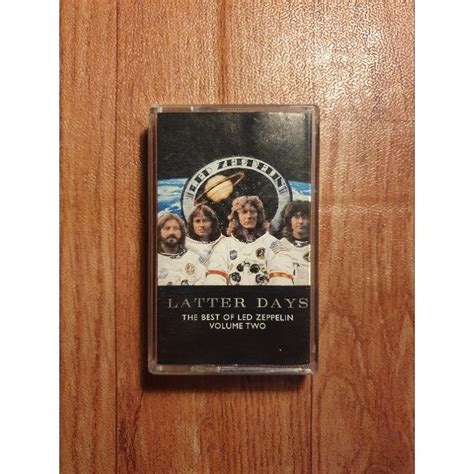 LED ZEPPELIN
LATTER DAYS
THE BEST OF LED ZEPPELIN
VOLUME TWO